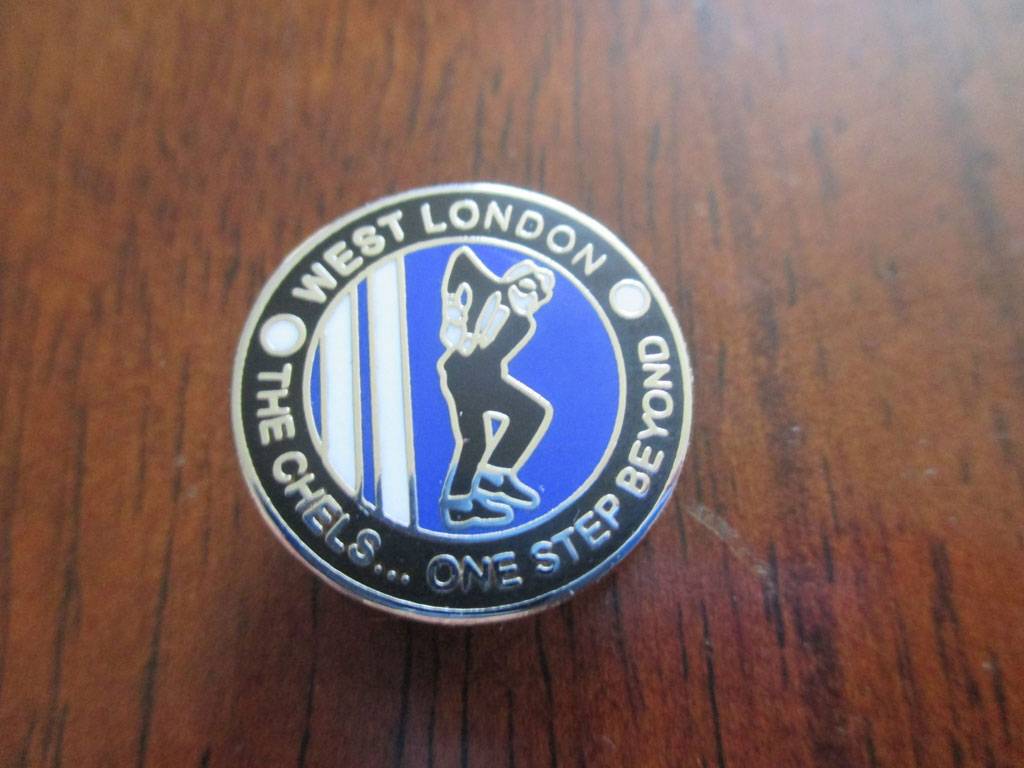 WEST LONDON
THE CHELS... ONE STEP BEYOND